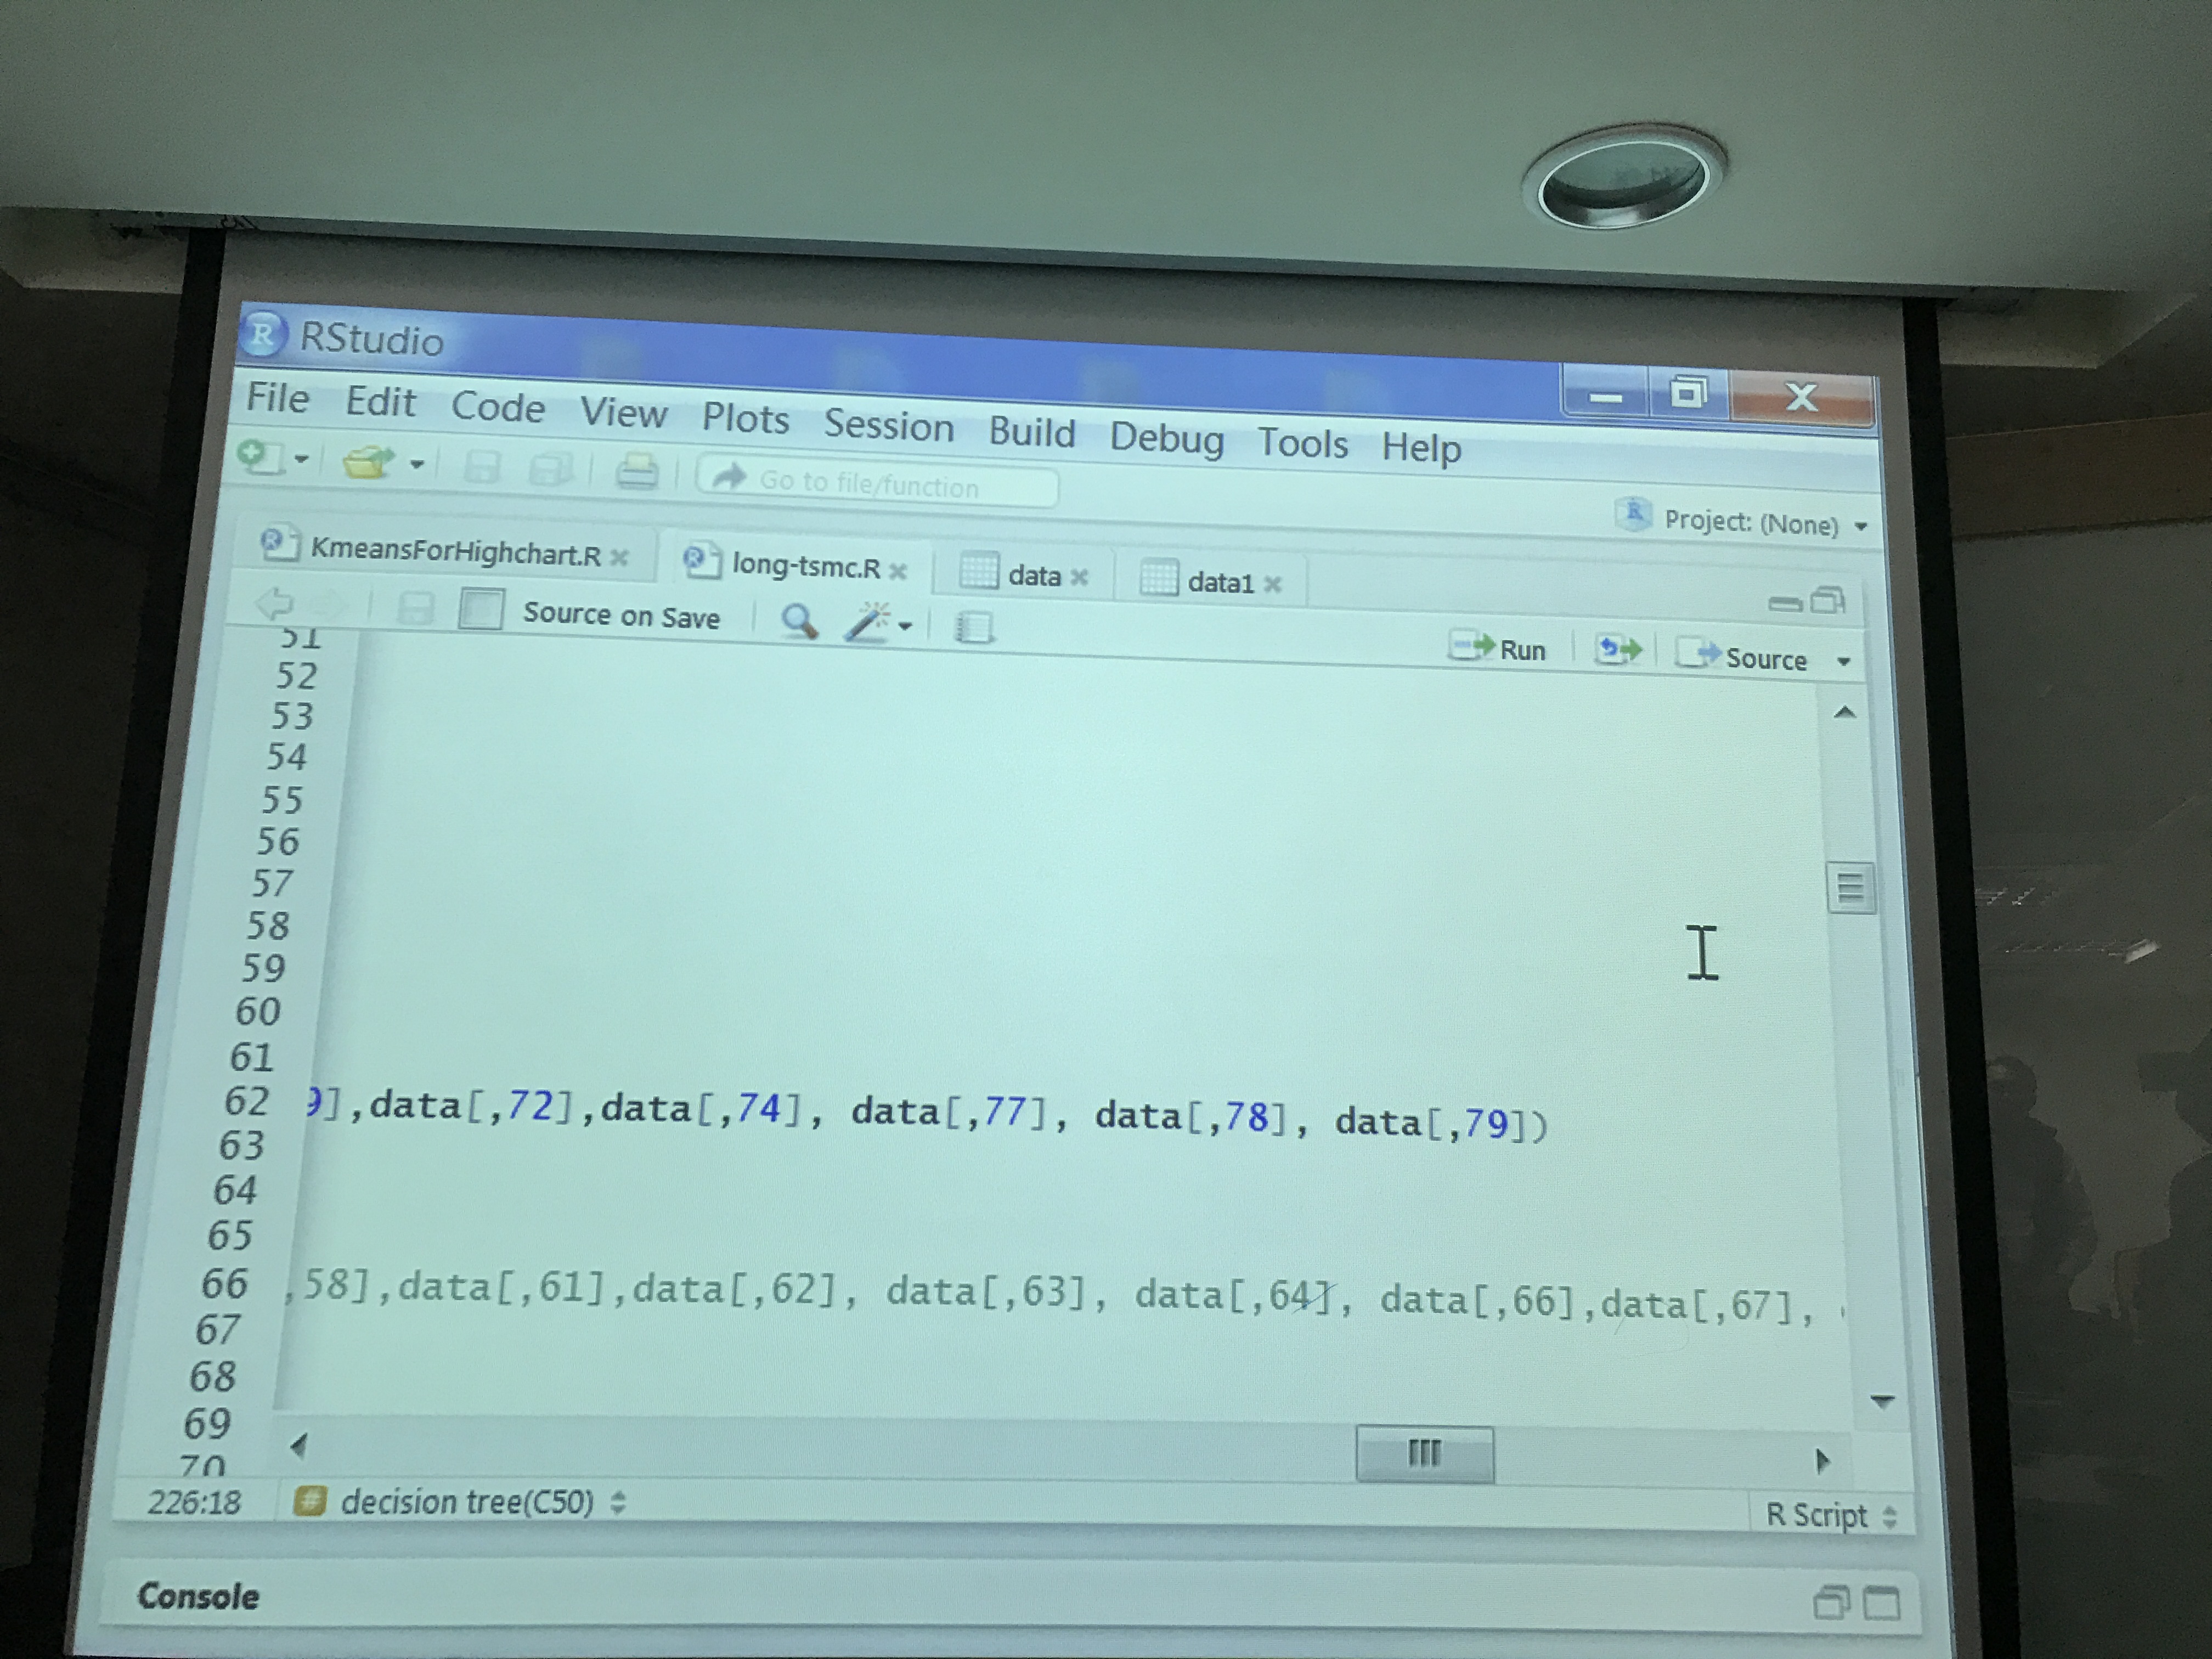 RStudio
File Edit Code View Plots Session Build Debug Tools Help
Go to file/function
Project: (None)
KmeansForHighchart.R long-tsmc.R data data1
Source on Save Run Source
51
52
53
54
55
56
57
58
59
60
61
62 9],data[,72],data[,74], data[,77], data[,78], data[,79])
63
64
65
66 ,58],data[,61],data[,62], data[,63], data[,64], data[,66],data[,67],
67
68
69
70
226:18 decision tree(C50) R Script
Console